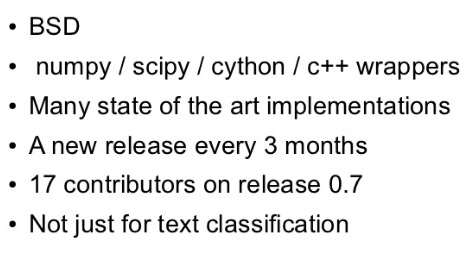 • BSD
• numpy / scipy / cython / c++ wrappers
• Many state of the art implementations
• A new release every 3 months
• 17 contributors on release 0.7
• Not just for text classification